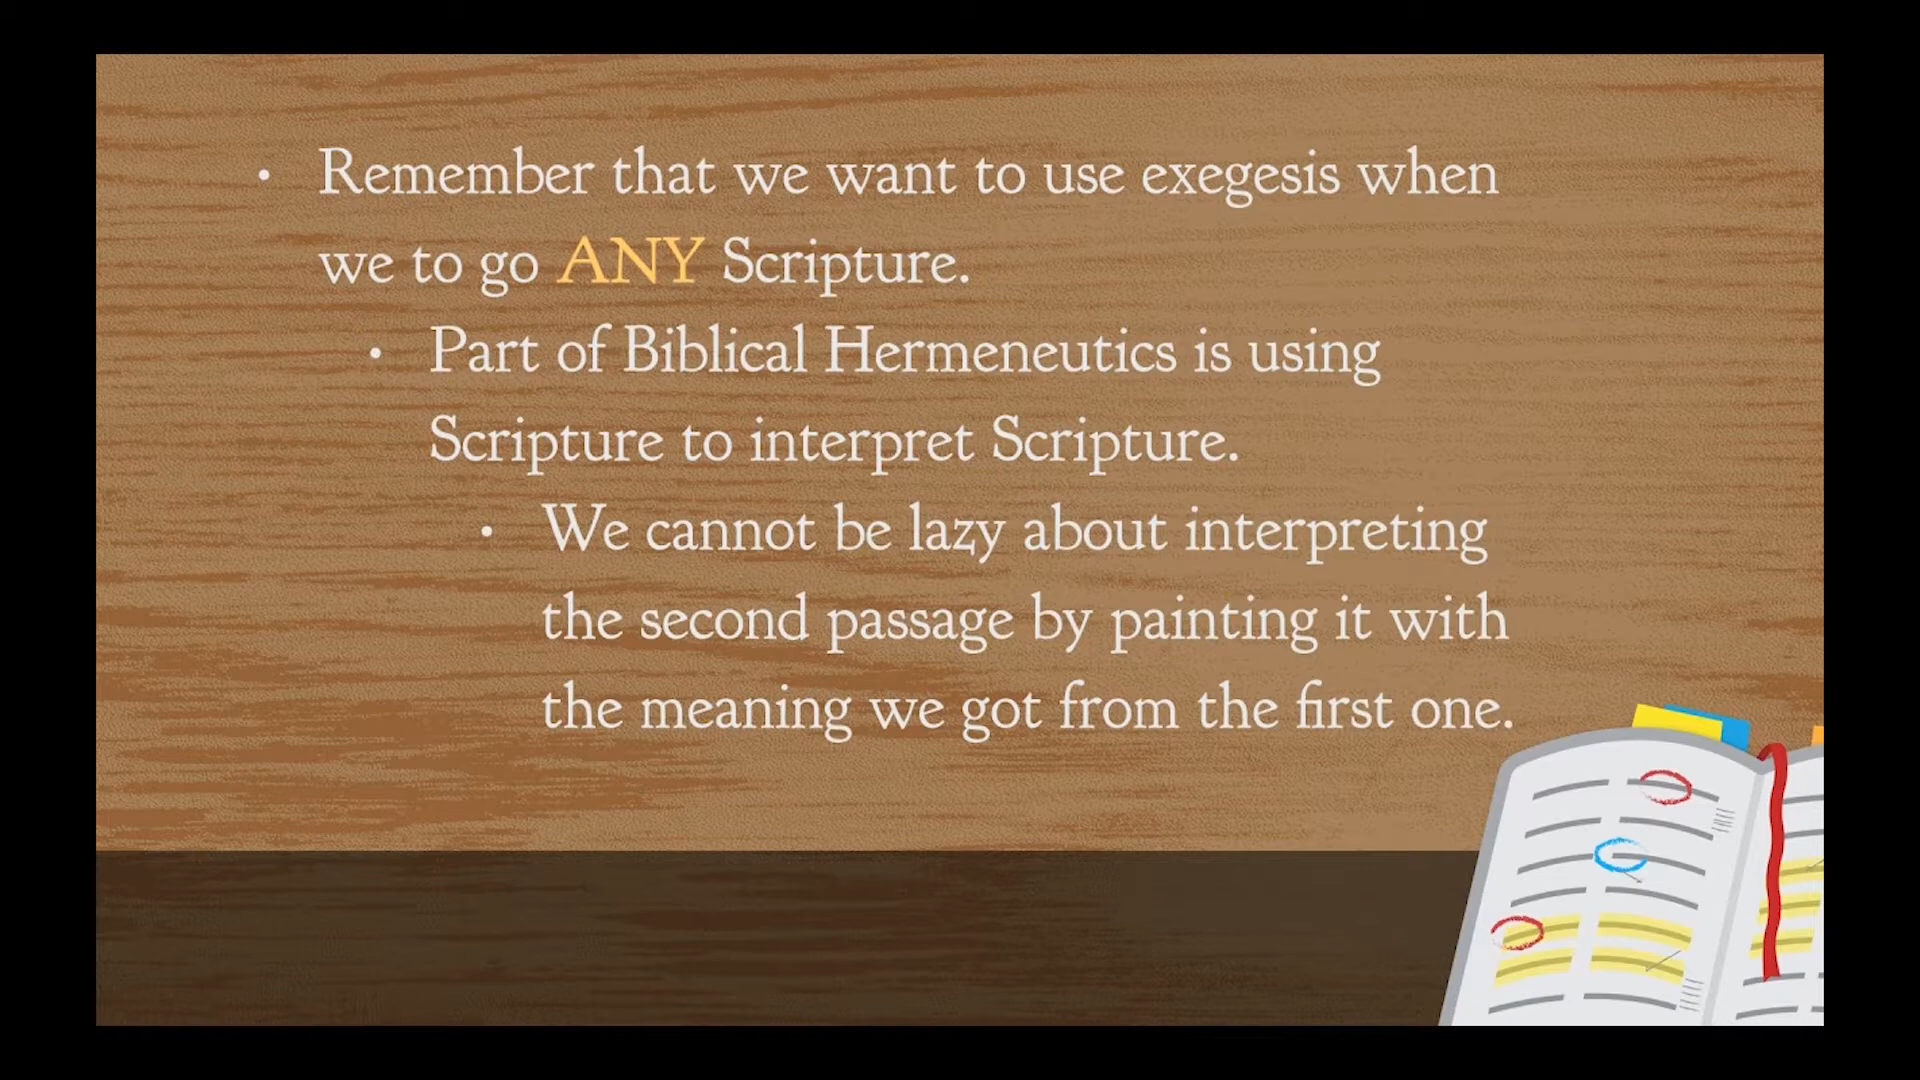 • Remember that we want to use exegesis when
we to go ANY Scripture.
• Part of Biblical Hermeneutics is using
Scripture to interpret Scripture.
• We cannot be lazy about interpreting
the second passage by painting it with
the meaning we got from the first one.